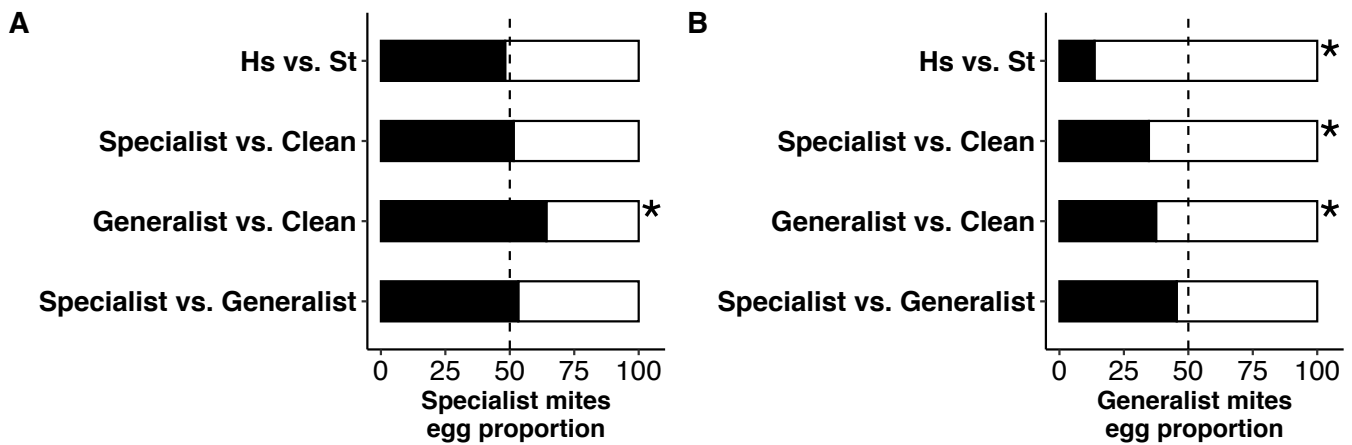 A
Hs vs. St
*
Specialist vs. Clean
Generalist vs. Clean
Specialist vs. Generalist
0 25 50 75 100
Specialist mites
egg proportion
B
Hs vs. St
*
Specialist vs. Clean
*
Generalist vs. Clean
*
Specialist vs. Generalist
0 25 50 75 100
Generalist mites
egg proportion